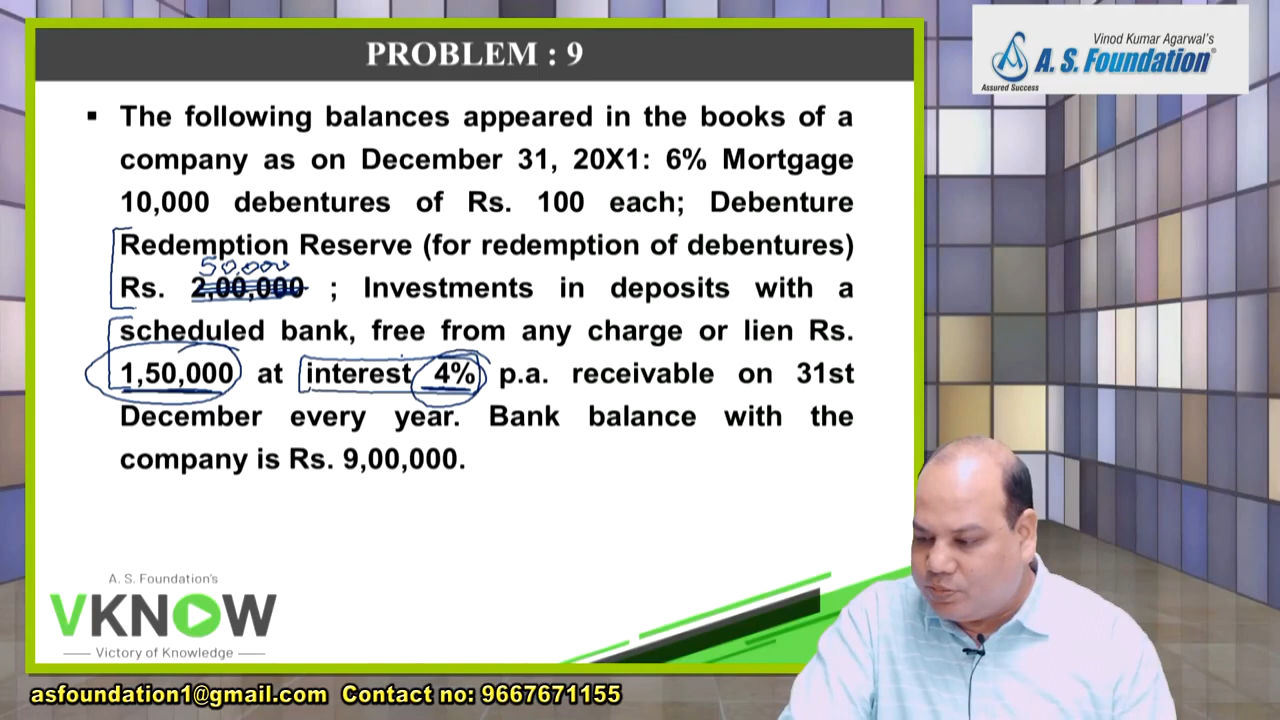 PROBLEM : 9
Vinod Kumar Agarwal's
A. S. Foundation
Assured Success
▪ The following balances appeared in the books of a
company as on December 31, 20X1: 6% Mortgage
10,000 debentures of Rs. 100 each; Debenture
Redemption Reserve (for redemption of debentures)
50,000
Rs. 2,00,000 ; Investments in deposits with a
scheduled bank, free from any charge or lien Rs.
1,50,000 at interest 4% p.a. receivable on 31st
December every year. Bank balance with the
company is Rs. 9,00,000.
A. S. Foundation's
VKNOW
Victory of Knowledge
asfoundation1@gmail.com Contact no: 9667671155